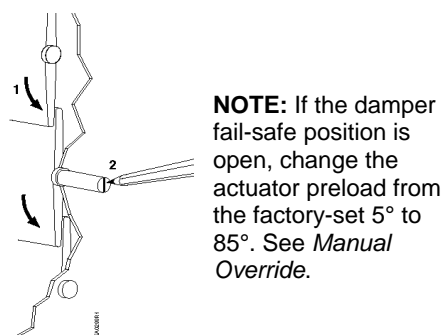 1
2
NOTE: If the damper
fail-safe position is
open, change the
actuator preload from
the factory-set 5° to
85°. See Manual
Override.